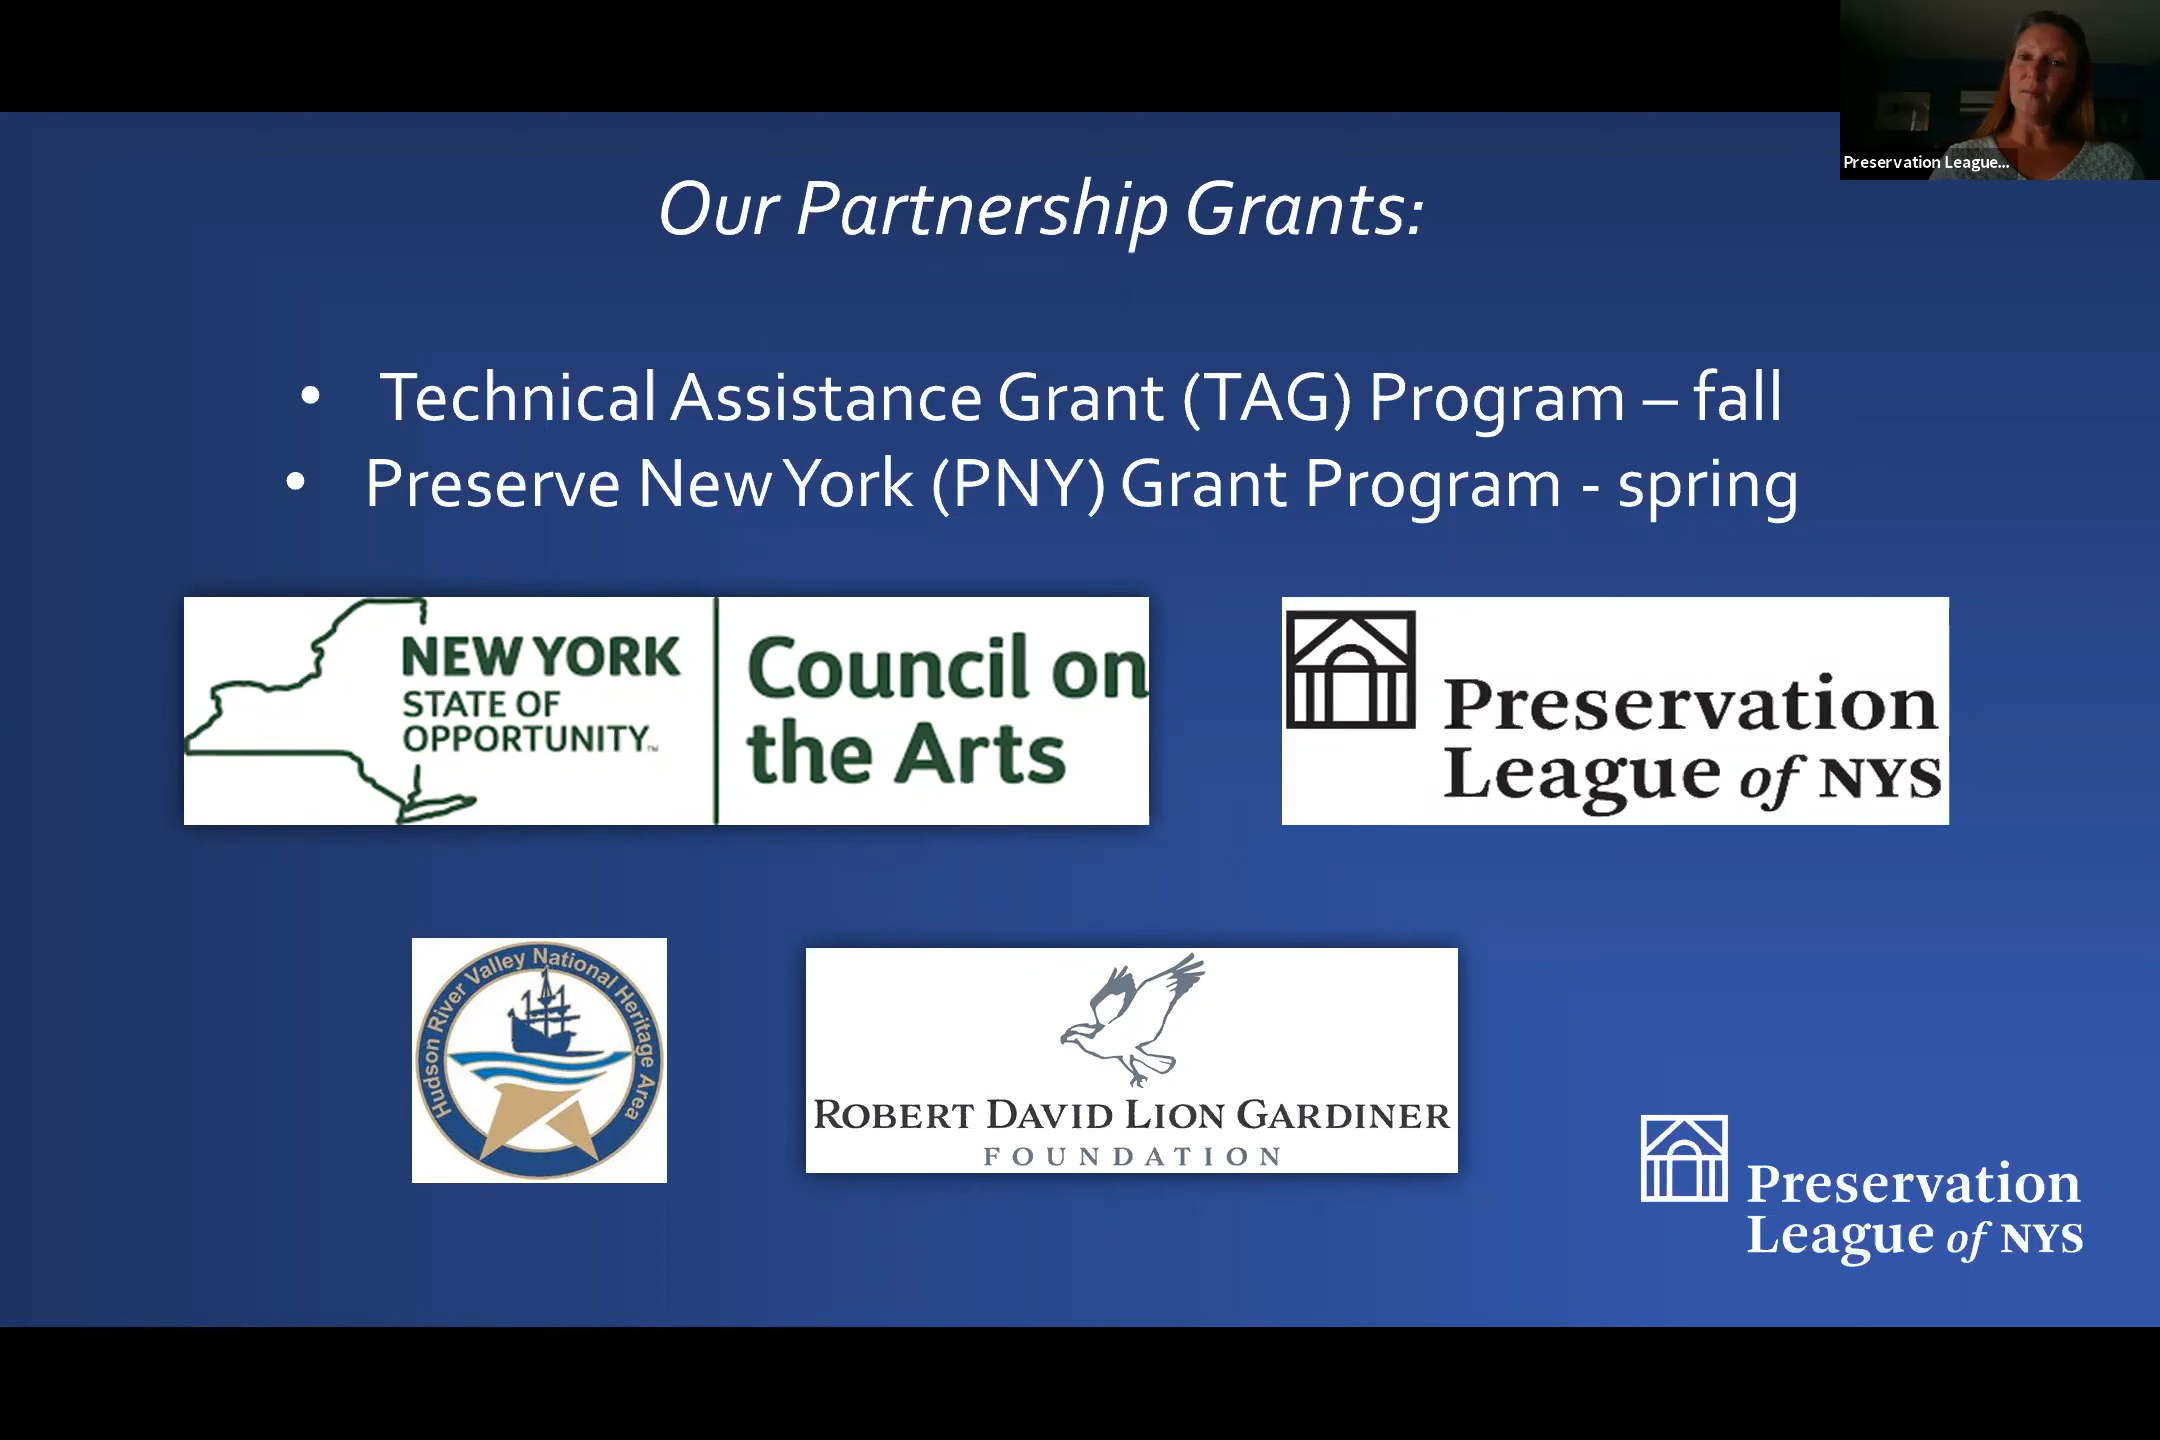 Preservation League...
Our Partnership Grants:
• Technical Assistance Grant (TAG) Program – fall
• Preserve New York (PNY) Grant Program - spring
NEW YORK
STATE OF
OPPORTUNITY™
Council on
the Arts
Preservation
League of NYS
Hudson River Valley National Heritage Area
ROBERT DAVID LION GARDINER
FOUNDATION
Preservation
League of NYS